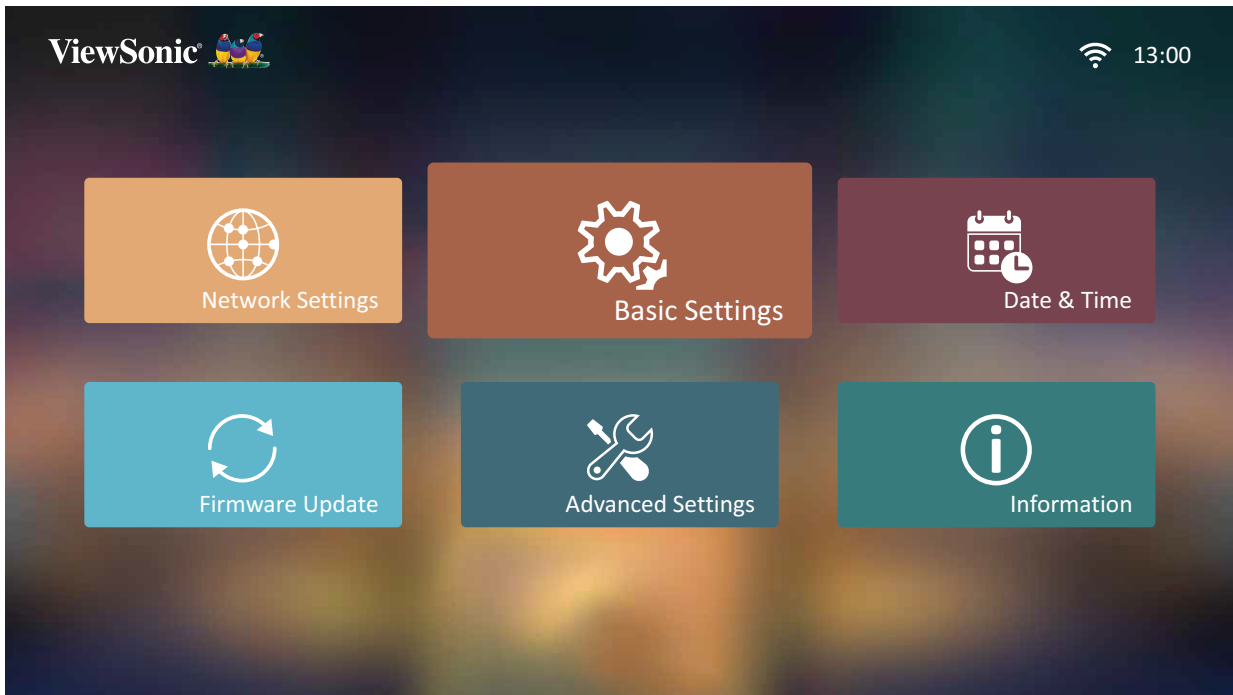 ViewSonic®
13:00
Network Settings
Basic Settings
Date & Time
Firmware Update
Advanced Settings
Information